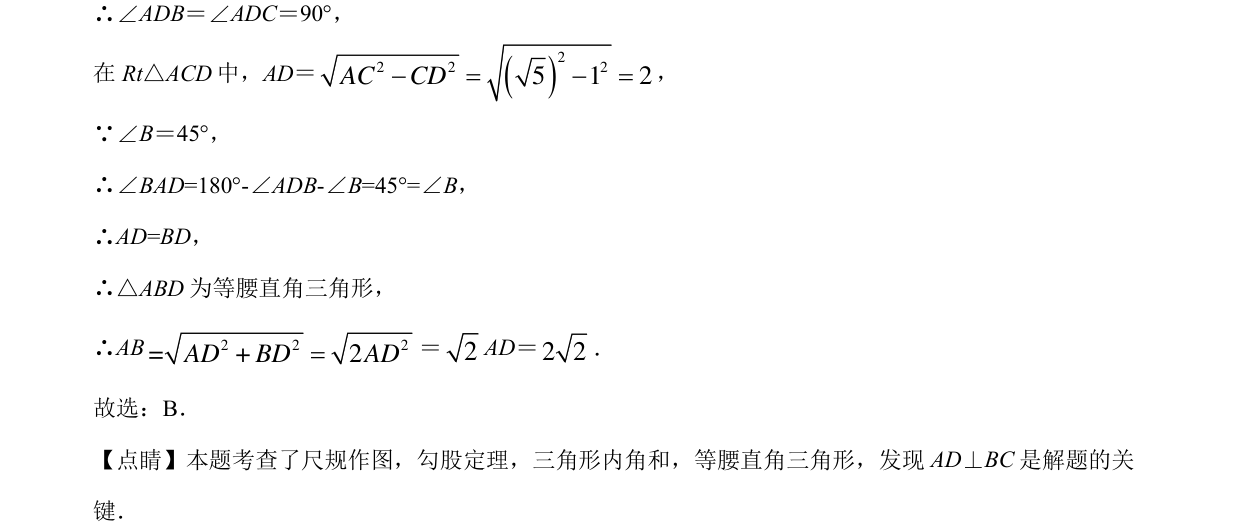 ∴∠ADB＝∠ADC＝90°，
在 Rt△ACD 中，AD＝√(AC²－CD²)＝√((√5)²－1²)＝2，
∵∠B＝45°，
∴∠BAD=180°-∠ADB-∠B=45°=∠B，
∴AD=BD，
∴△ABD 为等腰直角三角形，
∴AB=√(AD²+BD²)=√(2AD²)＝√2 AD＝2√2．
故选：B．
【点睛】本题考查了尺规作图，勾股定理，三角形内角和，等腰直角三角形，发现 AD⊥BC 是解题的关
键．